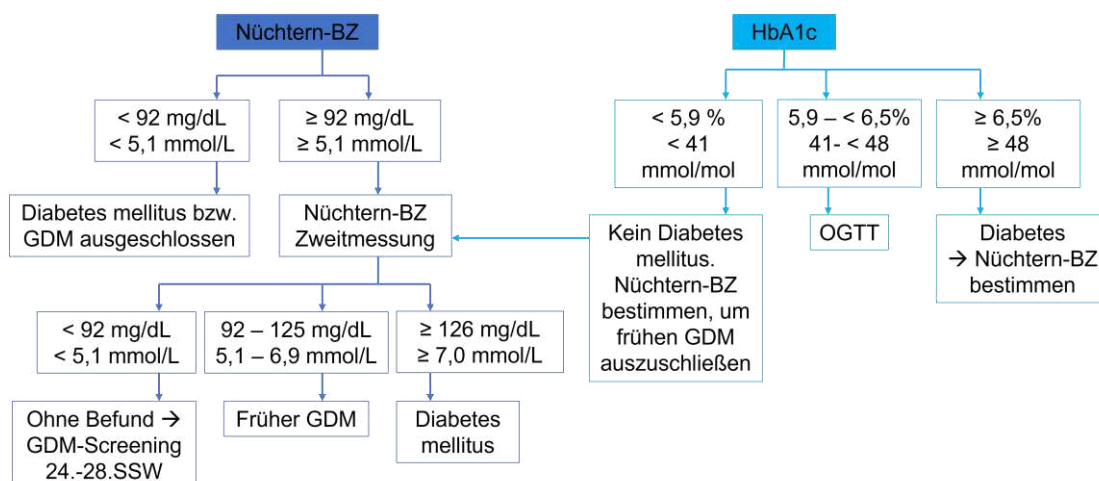 Nüchtern-BZ
< 92 mg/dL
< 5,1 mmol/L
≥ 92 mg/dL
≥ 5,1 mmol/L
Diabetes mellitus bzw.
GDM ausgeschlossen
Nüchtern-BZ
Zweitmessung
< 92 mg/dL
< 5,1 mmol/L
92 – 125 mg/dL
5,1 – 6,9 mmol/L
≥ 126 mg/dL
≥ 7,0 mmol/L
Ohne Befund →
GDM-Screening
24.-28.SSW
Früher GDM
Diabetes
mellitus
HbA1c
< 5,9 %
< 41
mmol/mol
5,9 – < 6,5%
41- < 48
mmol/mol
≥ 6,5%
≥ 48
mmol/mol
Kein Diabetes
mellitus.
Nüchtern-BZ
bestimmen, um
frühen GDM
auszuschließen
OGTT
Diabetes
→ Nüchtern-BZ
bestimmen